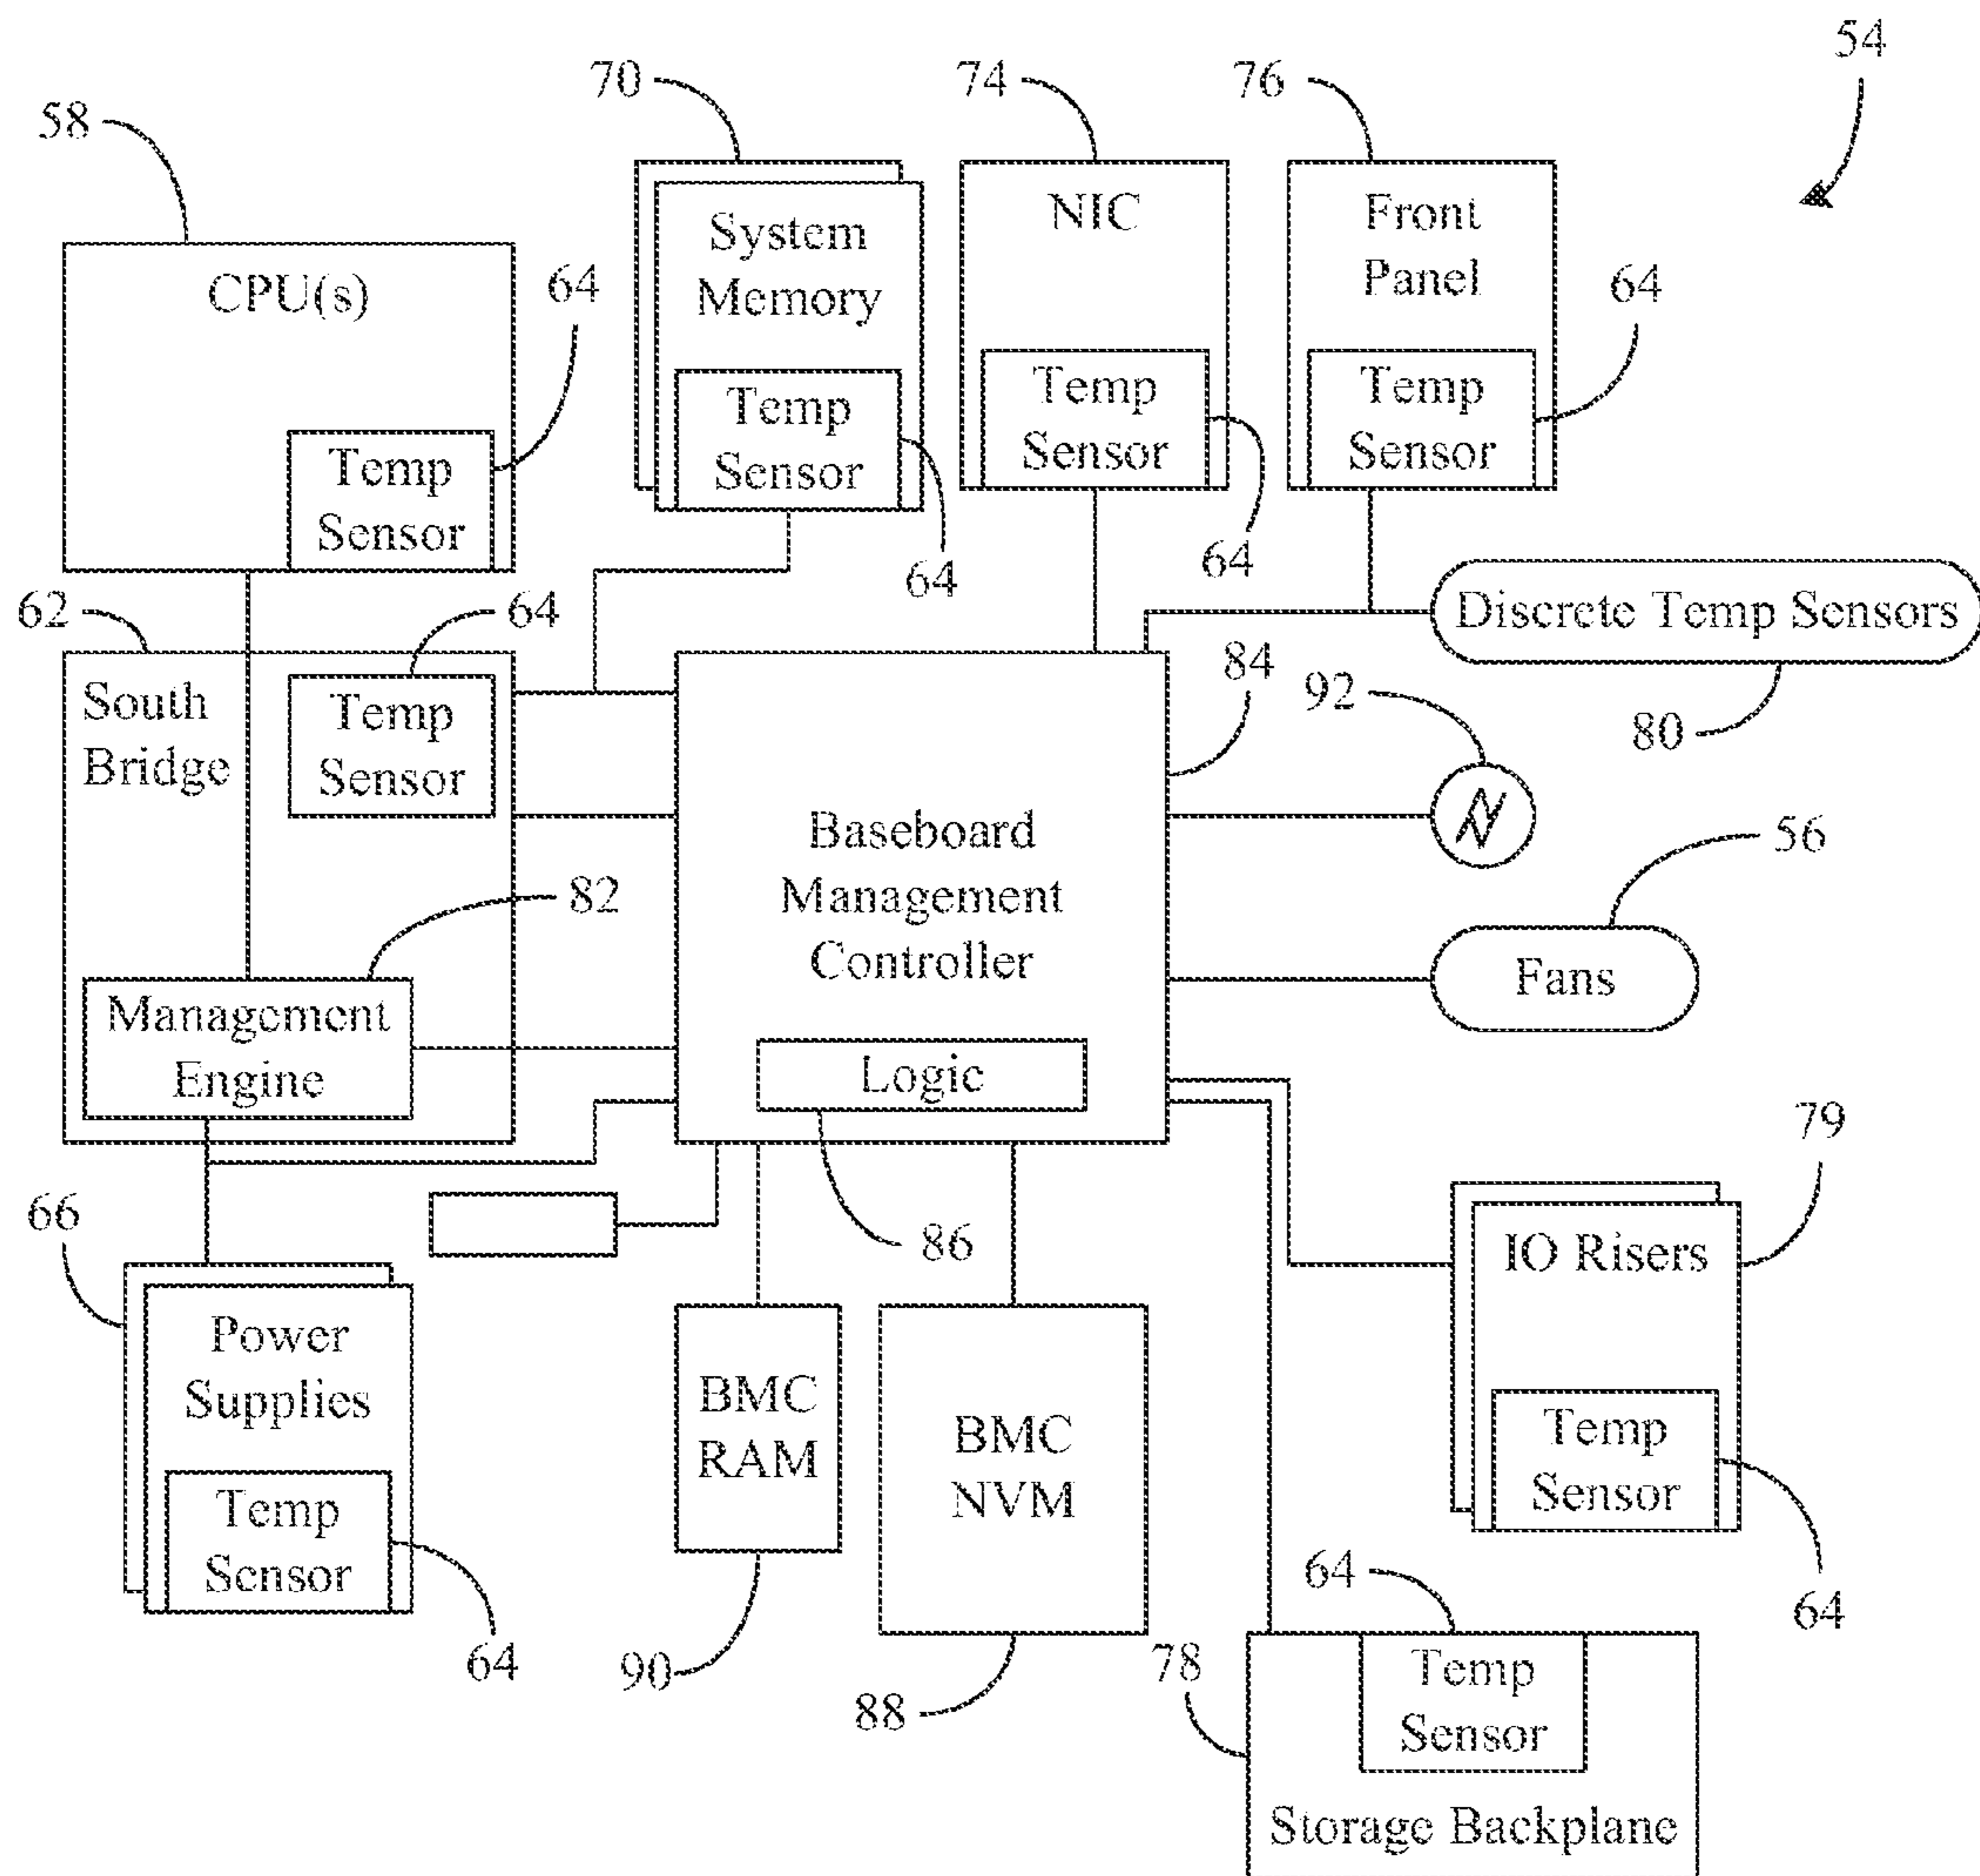 54
70
74
76
58
System
Memory
NIC
Front
Panel
CPU(s)
64
64
Temp
Sensor
Temp
Sensor
Temp
Sensor
Temp
Sensor
64
64
62
64
Discrete Temp Sensors
80
South
Bridge
Temp
Sensor
84
92
Baseboard
Management
Controller
56
82
Fans
Management
Engine
Logic
79
66
86
IO Risers
Power
Supplies
BMC
RAM
BMC
NVM
Temp
Sensor
Temp
Sensor
64
64
64
90
88
78
Temp
Sensor
Storage Backplane